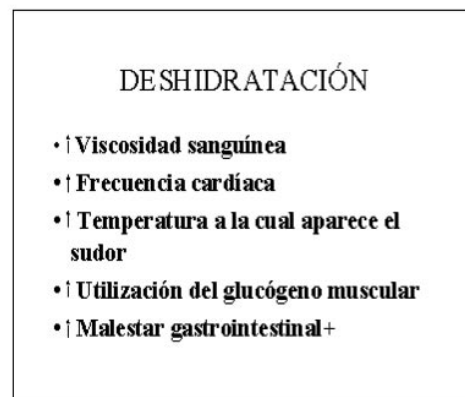 DESHIDRATACIÓN
• ↑ Viscosidad sanguínea
• ↑ Frecuencia cardíaca
• ↑ Temperatura a la cual aparece el
sudor
• ↑ Utilización del glucógeno muscular
• ↑ Malestar gastrointestinal+